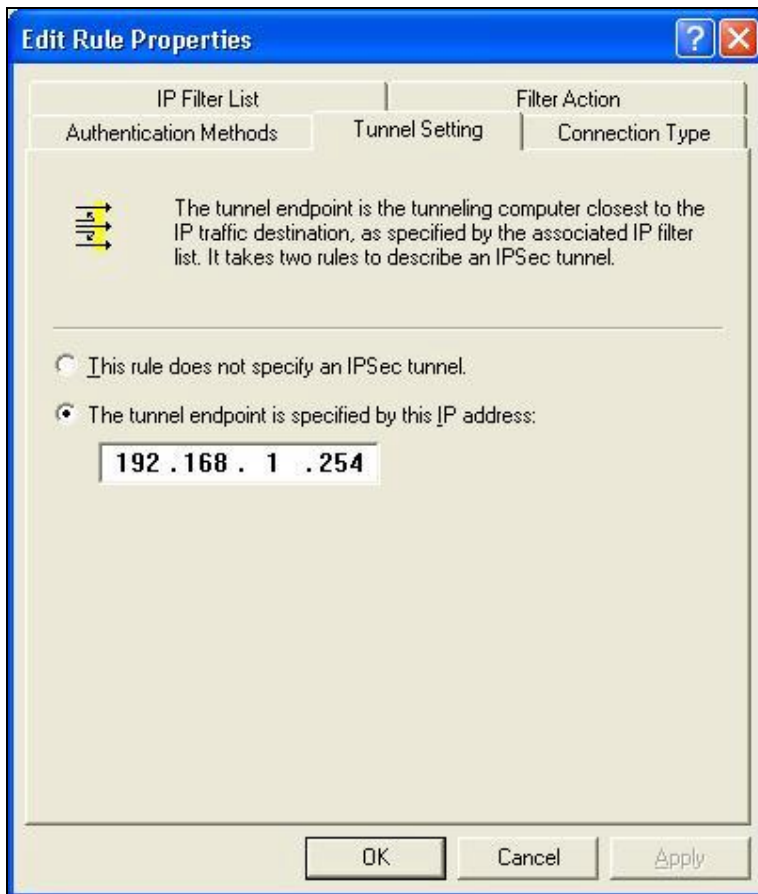 Edit Rule Properties
IP Filter List
Filter Action
Authentication Methods
Tunnel Setting
Connection Type
The tunnel endpoint is the tunneling computer closest to the
IP traffic destination, as specified by the associated IP filter
list. It takes two rules to describe an IPSec tunnel.
This rule does not specify an IPSec tunnel.
The tunnel endpoint is specified by this IP address:
192 . 168 . 1 . 254
OK
Cancel
Apply